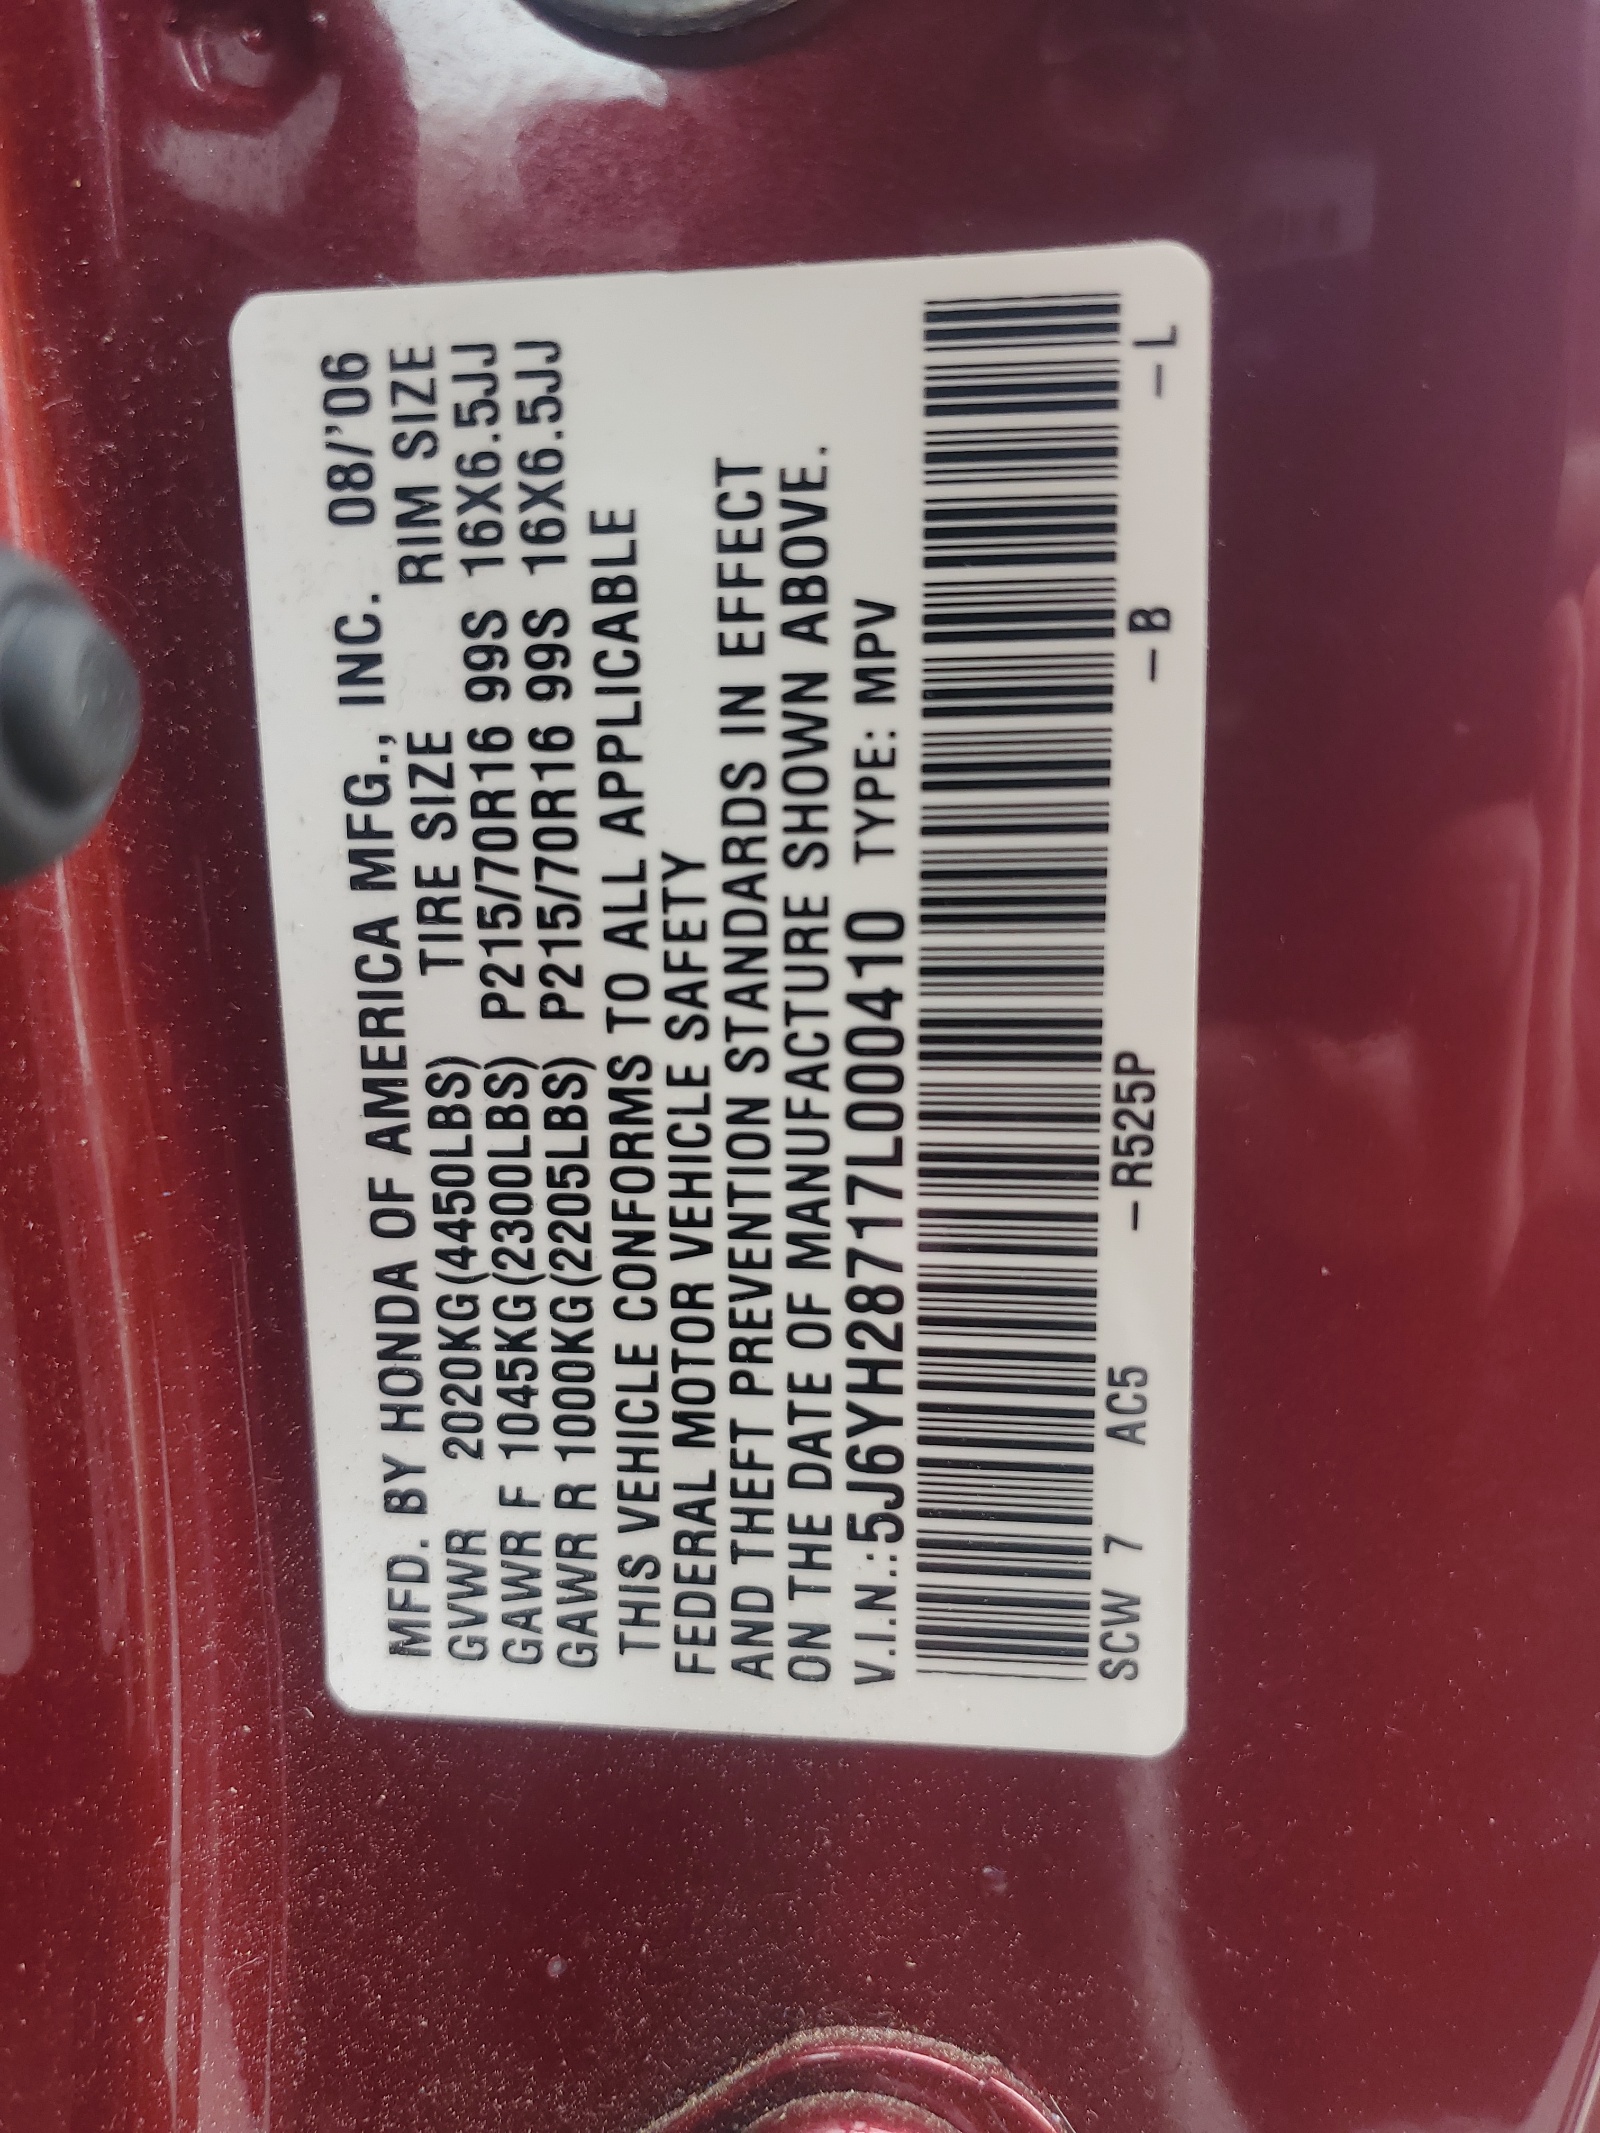 MFD. BY HONDA OF AMERICA MFG., INC. 08/'06
GVWR 2020KG(4450LBS) TIRE SIZE RIM SIZE
GAWR F 1045KG(2300LBS) P215/70R16 99S 16X6.5JJ
GAWR R 1000KG(2205LBS) P215/70R16 99S 16X6.5JJ
THIS VEHICLE CONFORMS TO ALL APPLICABLE
FEDERAL MOTOR VEHICLE SAFETY
AND THEFT PREVENTION STANDARDS IN EFFECT
ON THE DATE OF MANUFACTURE SHOWN ABOVE.
V.I.N.:5J6YH28717L000410 TYPE: MPV
SCW 7 AC5 –R525P –B –L